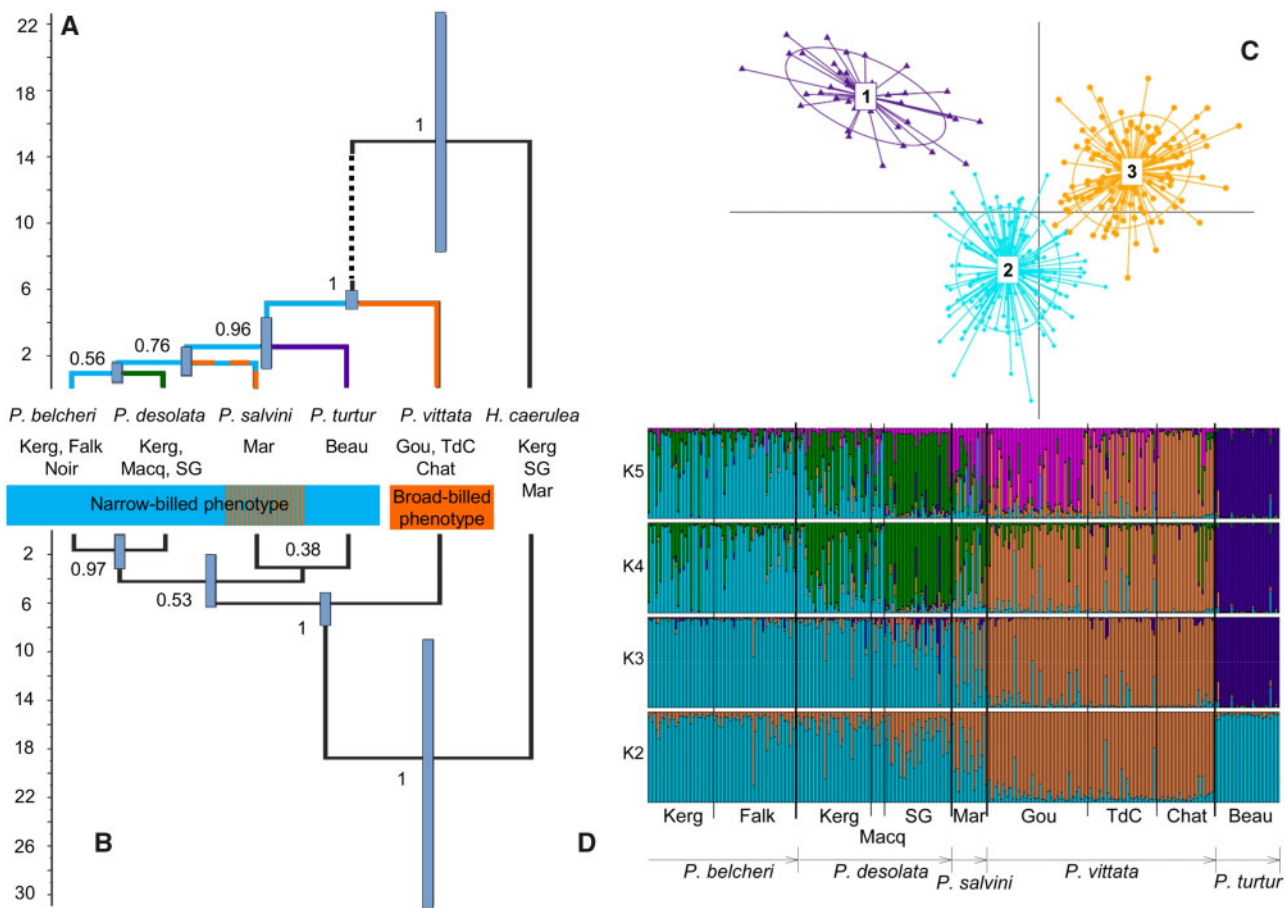 A
22
18
14
10
6
2
1
1
0.96
0.76
0.56
P. belcheri P. desolata P. salvini P. turtur P. vittata H. caerulea
Kerg, Falk Noir
Kerg, Macq, SG
Mar
Beau
Gou, TdC Chat
Kerg SG Mar
Narrow-billed phenotype
Broad-billed phenotype
2
6
10
14
18
22
26
30
0.97
0.38
0.53
1
1
B
C
1
2
3
K5
K4
K3
K2
Kerg Falk Kerg Macq SG Mar Gou TdC Chat Beau
D
P. belcheri P. desolata P. salvini P. vittata P. turtur